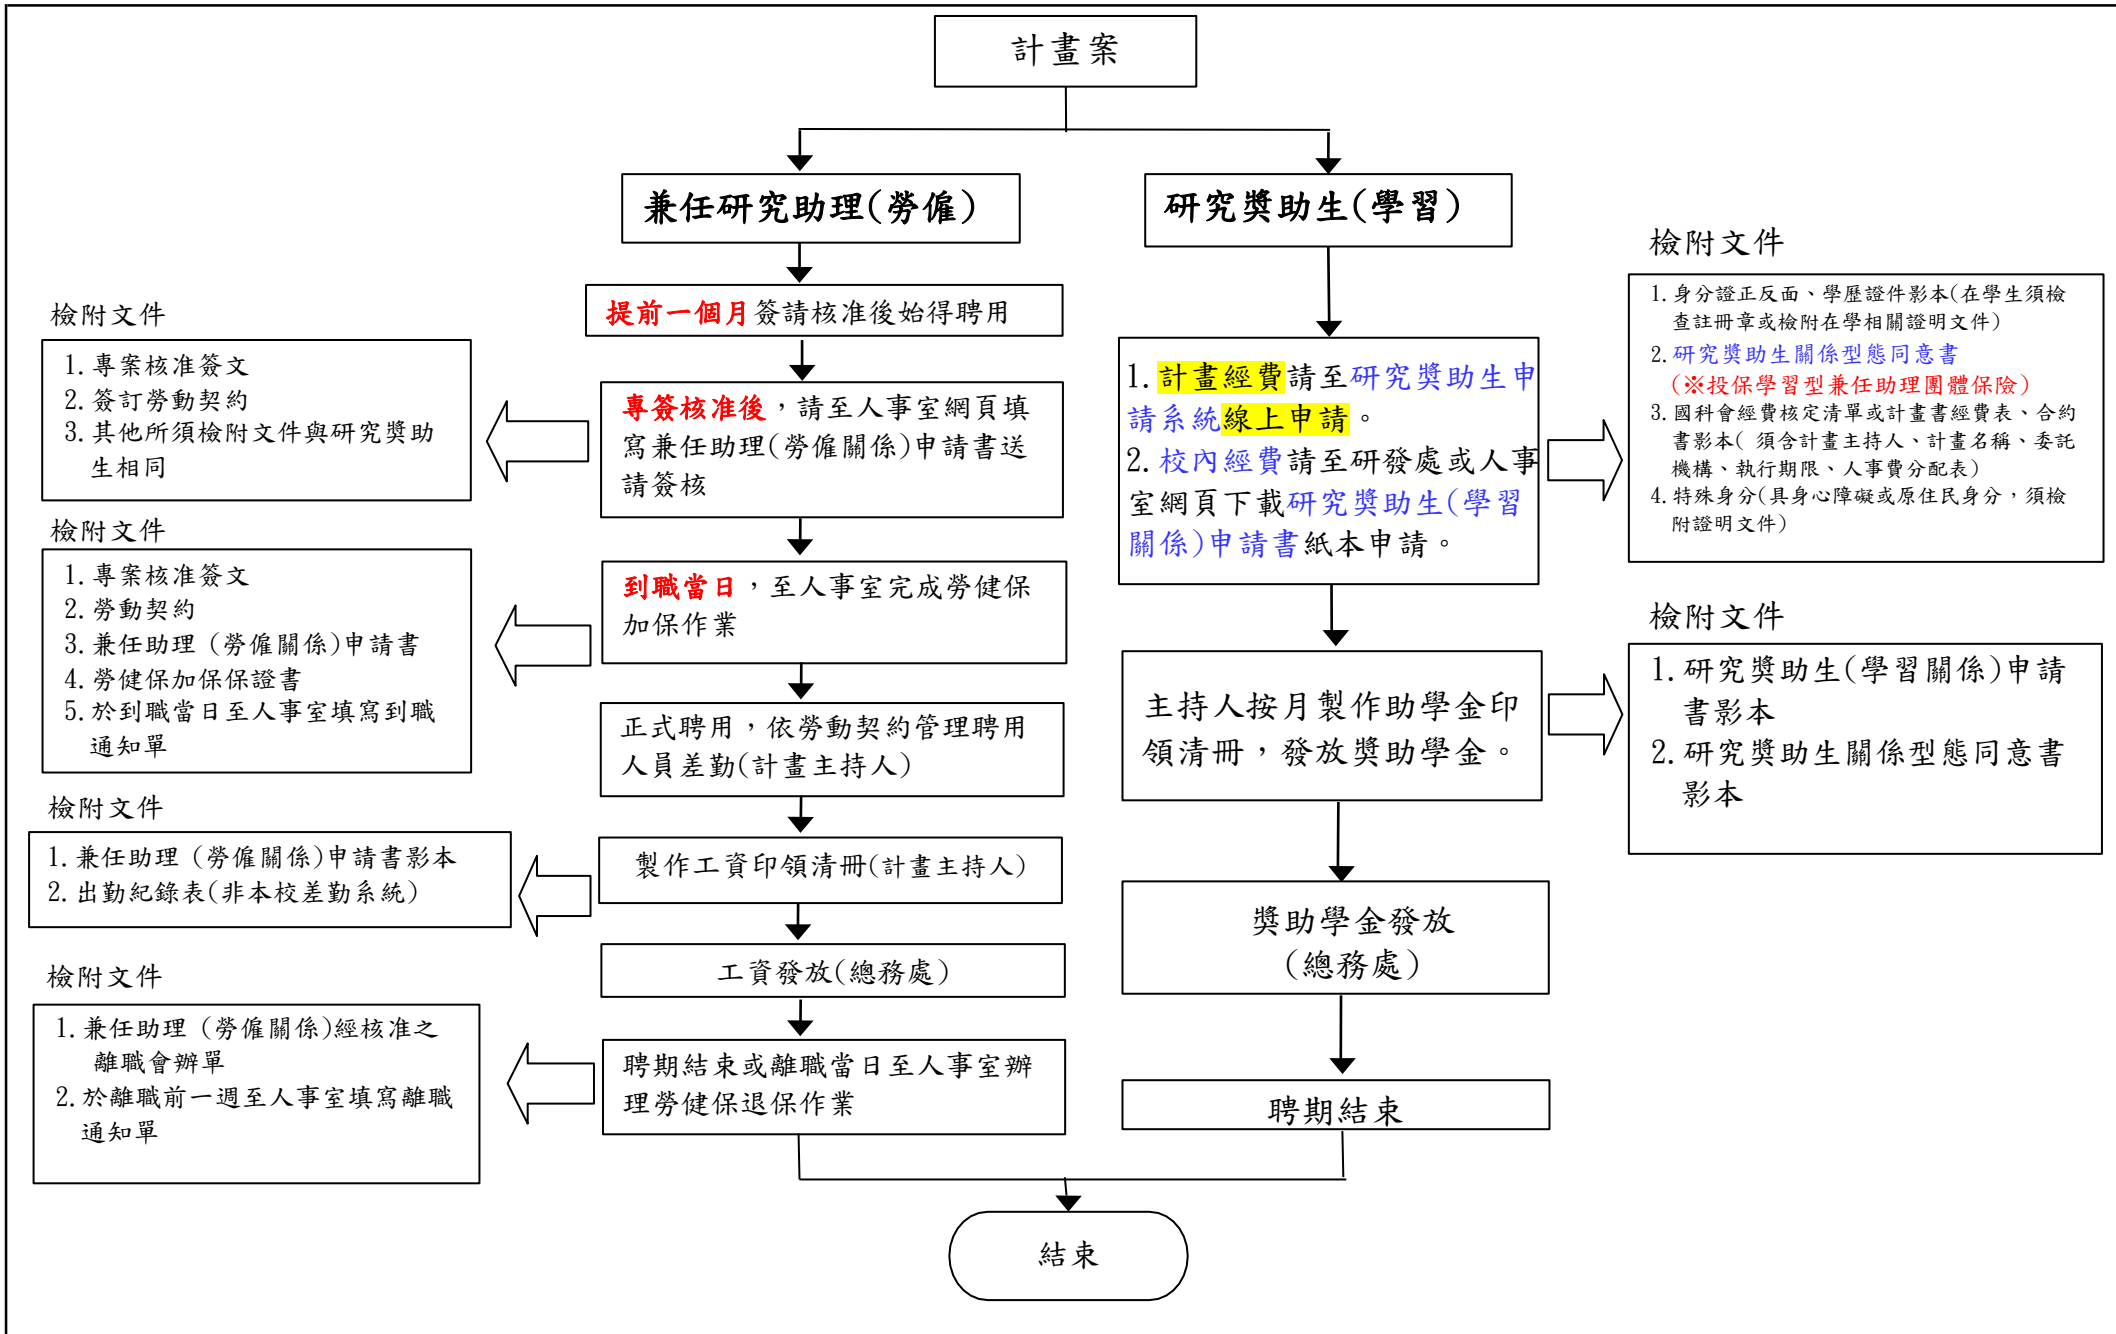 計畫案
兼任研究助理(勞僱)
提前一個月簽請核准後始得聘用
檢附文件
1.專案核准簽文
2.簽訂勞動契約
3.其他所須檢附文件與研究獎助
生相同
專簽核准後，請至人事室網頁填
寫兼任助理(勞僱關係)申請書送
請簽核
檢附文件
1.專案核准簽文
2.勞動契約
3.兼任助理 (勞僱關係)申請書
4.勞健保加保保證書
5.於到職當日至人事室填寫到職
通知單
到職當日，至人事室完成勞健保
加保作業
正式聘用，依勞動契約管理聘用
人員差勤(計畫主持人)
檢附文件
1.兼任助理 (勞僱關係)申請書影本
2.出勤紀錄表(非本校差勤系統)
製作工資印領清冊(計畫主持人)
工資發放(總務處)
檢附文件
1.兼任助理 (勞僱關係)經核准之
離職會辦單
2.於離職前一週至人事室填寫離職
通知單
聘期結束或離職當日至人事室辦
理勞健保退保作業
研究獎助生(學習)
1.計畫經費請至研究獎助生申
請系統線上申請。
2.校內經費請至研發處或人事
室網頁下載研究獎助生(學習
關係)申請書紙本申請。
檢附文件
1.身分證正反面、學歷證件影本(在學生須檢
查註冊章或檢附在學相關證明文件)
2.研究獎助生關係型態同意書
(※投保學習型兼任助理團體保險)
3.國科會經費核定清單或計畫書經費表、合約
書影本( 須含計畫主持人、計畫名稱、委託
機構、執行期限、人事費分配表)
4.特殊身分(具身心障礙或原住民身分，須檢
附證明文件)
主持人按月製作助學金印
領清冊，發放獎助學金。
檢附文件
1.研究獎助生(學習關係)申請
書影本
2.研究獎助生關係型態同意書
影本
獎助學金發放
(總務處)
聘期結束
結束